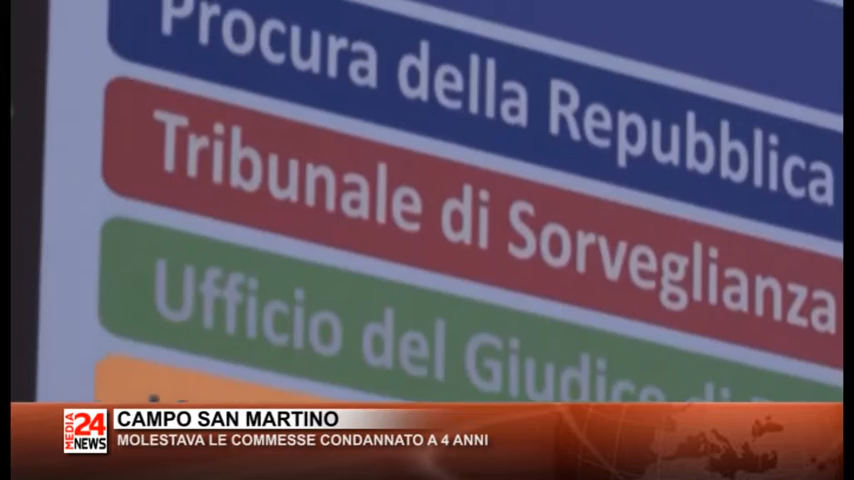 Procura della Repubblica
Tribunale di Sorveglianza
Ufficio del Giudice di
MEDIA 24 NEWS
CAMPO SAN MARTINO
MOLESTAVA LE COMMESSE CONDANNATO A 4 ANNI